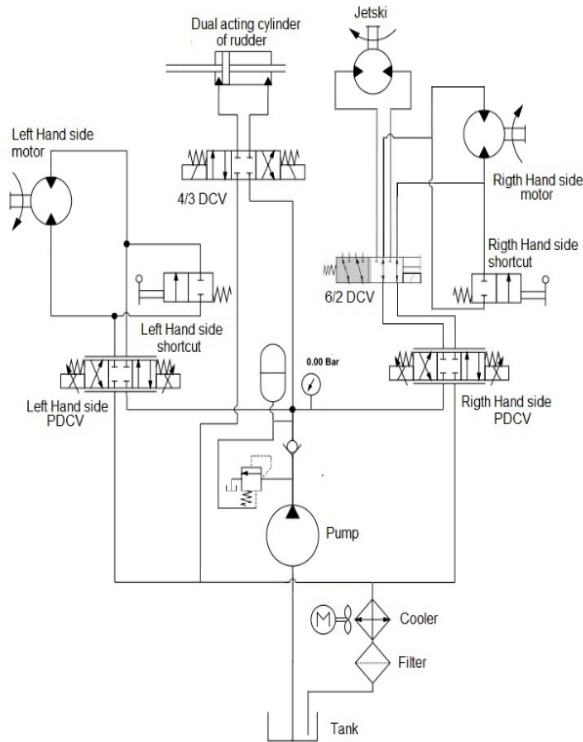 Jetski
Dual acting cylinder
of rudder
Left Hand side
motor
Rigth Hand side
motor
4/3 DCV
Rigth Hand side
shortcut
6/2 DCV
Left Hand side
shortcut
0.00 Bar
Left Hand side
PDCV
Rigth Hand side
PDCV
Pump
M
Cooler
Filter
Tank